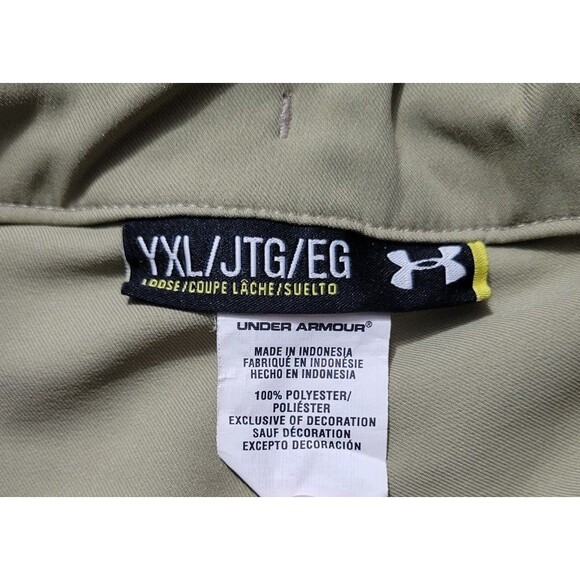 YXL/JTG/EG
LOOSE/COUPE LÂCHE/SUELTO
UNDER ARMOUR®
MADE IN INDONESIA
FABRIQUÉ EN INDONÉSIE
HECHO EN INDONESIA
100% POLYESTER/
POLIÉSTER
EXCLUSIVE OF DECORATION
SAUF DÉCORATION
EXCEPTO DECORACIÓN